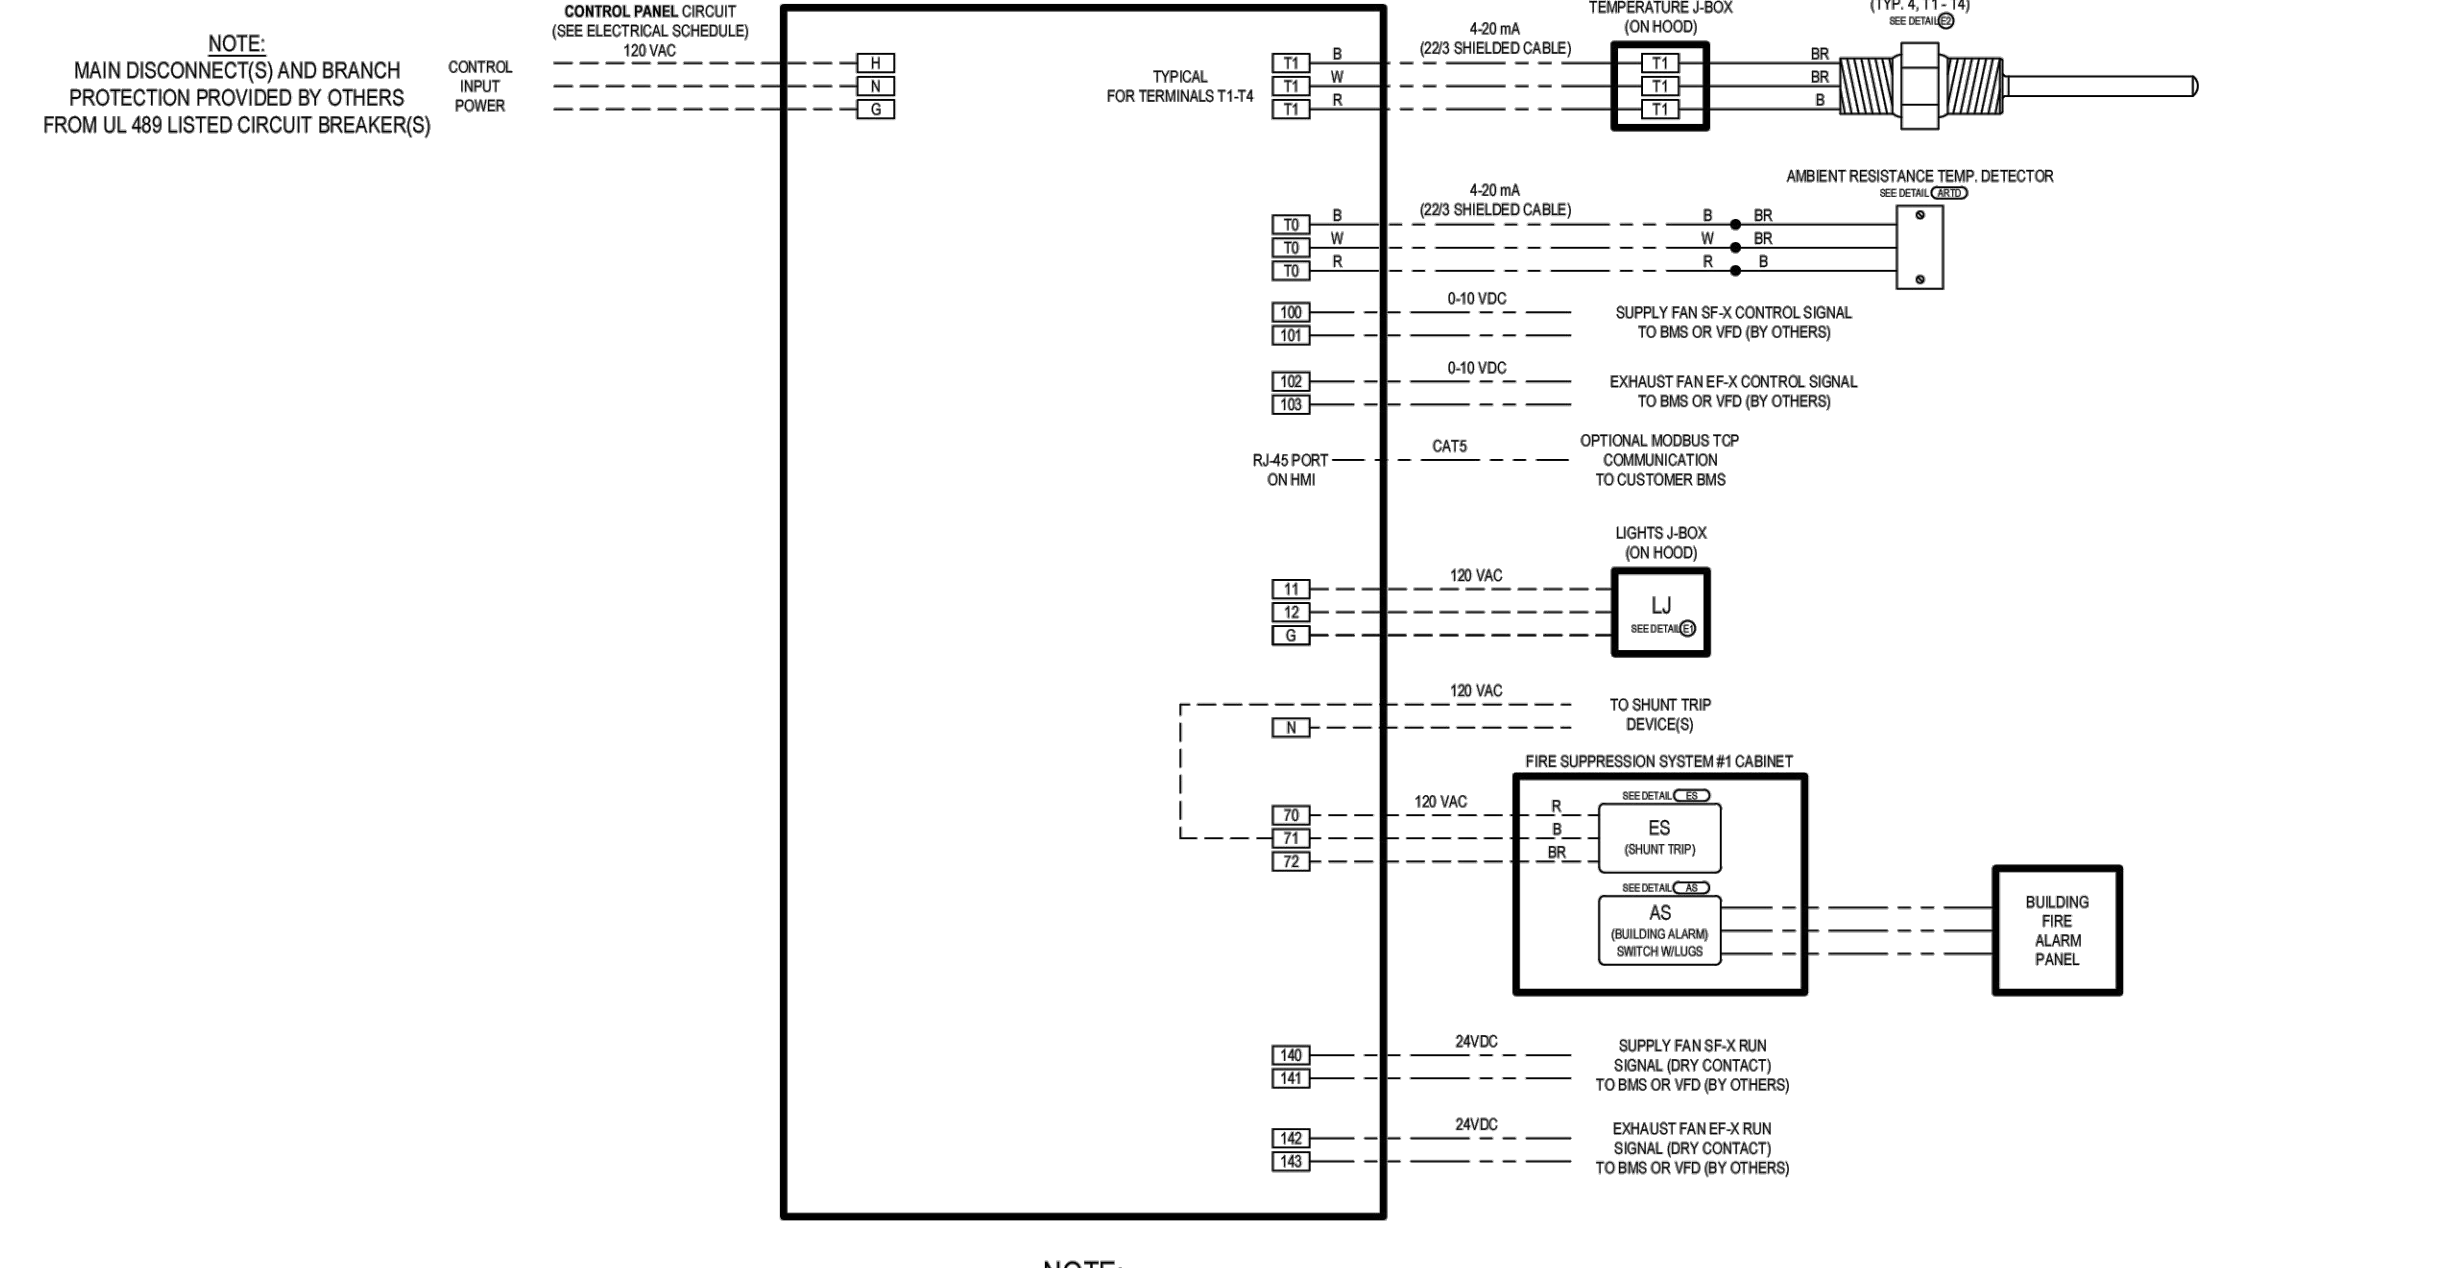 NOTE:
MAIN DISCONNECT(S) AND BRANCH
PROTECTION PROVIDED BY OTHERS
FROM UL 489 LISTED CIRCUIT BREAKER(S)
CONTROL PANEL CIRCUIT
(SEE ELECTRICAL SCHEDULE)
120 VAC
CONTROL
INPUT
POWER
H
N
G
TYPICAL
FOR TERMINALS T1-T4
T1 B
T1 W
T1 R
4-20 mA
(22/3 SHIELDED CABLE)
TEMPERATURE J-BOX
(ON HOOD)
T1
T1
T1
BR
BR
B
(TYP. 4, T1 - T4)
SEE DETAIL E2
T0 B
T0 W
T0 R
4-20 mA
(22/3 SHIELDED CABLE)
B BR
W BR
R B
AMBIENT RESISTANCE TEMP. DETECTOR
SEE DETAIL ARTD
100
101
0-10 VDC
SUPPLY FAN SF-X CONTROL SIGNAL
TO BMS OR VFD (BY OTHERS)
102
103
0-10 VDC
EXHAUST FAN EF-X CONTROL SIGNAL
TO BMS OR VFD (BY OTHERS)
RJ-45 PORT
ON HMI
CAT5
OPTIONAL MODBUS TCP
COMMUNICATION
TO CUSTOMER BMS
LIGHTS J-BOX
(ON HOOD)
11
12
G
120 VAC
LJ
SEE DETAIL E1
120 VAC
N
TO SHUNT TRIP
DEVICE(S)
FIRE SUPPRESSION SYSTEM #1 CABINET
70
71
72
120 VAC
R
B
BR
SEE DETAIL ES
ES
(SHUNT TRIP)
SEE DETAIL AS
AS
(BUILDING ALARM)
SWITCH W/LUGS
BUILDING
FIRE
ALARM
PANEL
140
141
24VDC
SUPPLY FAN SF-X RUN
SIGNAL (DRY CONTACT)
TO BMS OR VFD (BY OTHERS)
142
143
24VDC
EXHAUST FAN EF-X RUN
SIGNAL (DRY CONTACT)
TO BMS OR VFD (BY OTHERS)
NOTE: